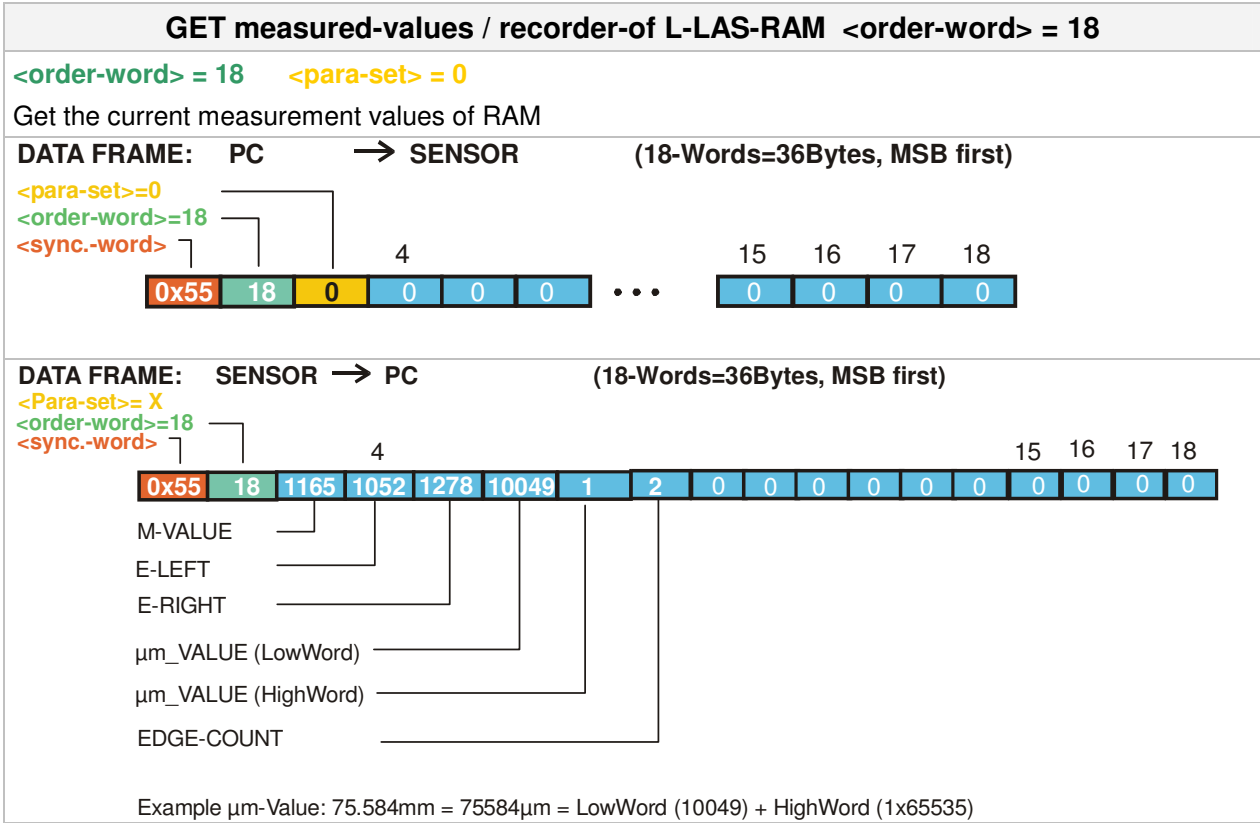 GET measured-values / recorder-of L-LAS-RAM <order-word> = 18
<order-word> = 18 <para-set> = 0
Get the current measurement values of RAM
DATA FRAME: PC → SENSOR (18-Words=36Bytes, MSB first)
<para-set>=0
<order-word>=18
<sync.-word>
4 15 16 17 18
0x55 18 0 0 0 0 • • • 0 0 0 0
DATA FRAME: SENSOR → PC (18-Words=36Bytes, MSB first)
<Para-set>= X
<order-word>=18
<sync.-word>
4 15 16 17 18
0x55 18 1165 1052 1278 10049 1 2 0 0 0 0 0 0 0 0 0 0
M-VALUE
E-LEFT
E-RIGHT
µm_VALUE (LowWord)
µm_VALUE (HighWord)
EDGE-COUNT
Example µm-Value: 75.584mm = 75584µm = LowWord (10049) + HighWord (1x65535)